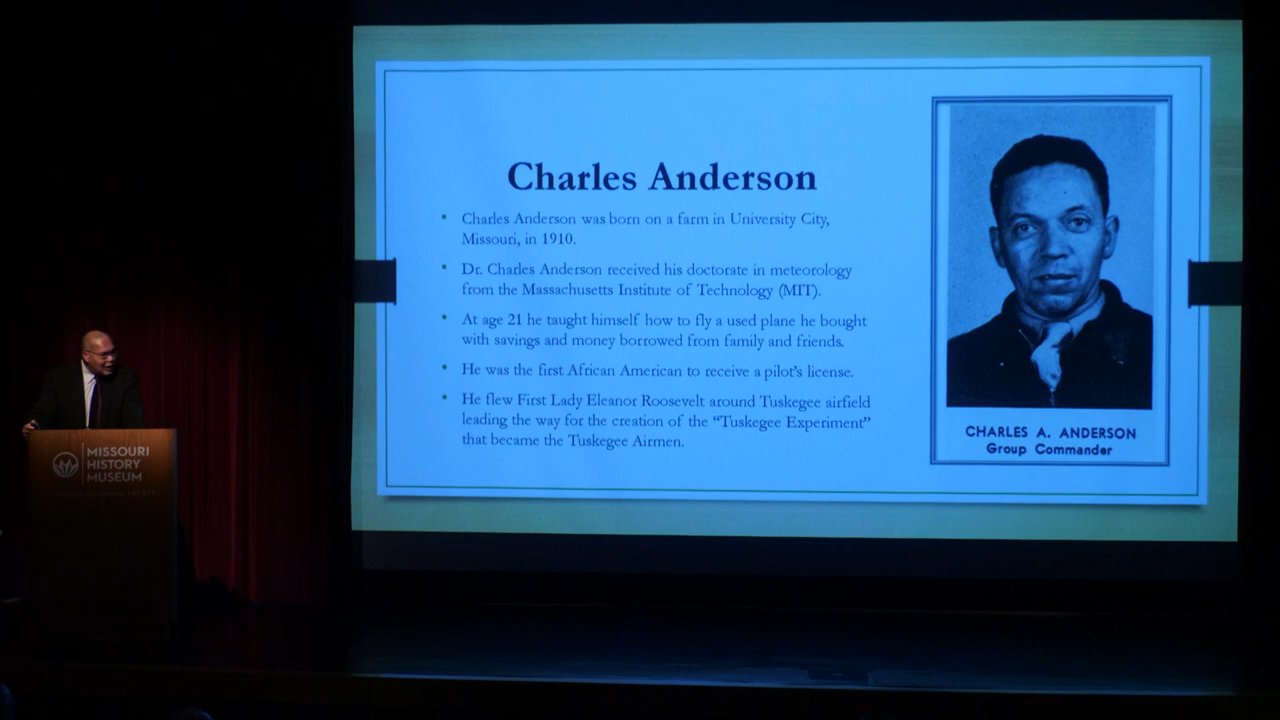 Charles Anderson
• Charles Anderson was born on a farm in University City,
Missouri, in 1910.
• Dr. Charles Anderson received his doctorate in meteorology
from the Massachusetts Institute of Technology (MIT).
• At age 21 he taught himself how to fly a used plane he bought
with savings and money borrowed from family and friends.
• He was the first African American to receive a pilot's license.
• He flew First Lady Eleanor Roosevelt around Tuskegee airfield
leading the way for the creation of the “Tuskegee Experiment”
that became the Tuskegee Airmen.
CHARLES A. ANDERSON
Group Commander
MISSOURI
HISTORY
MUSEUM